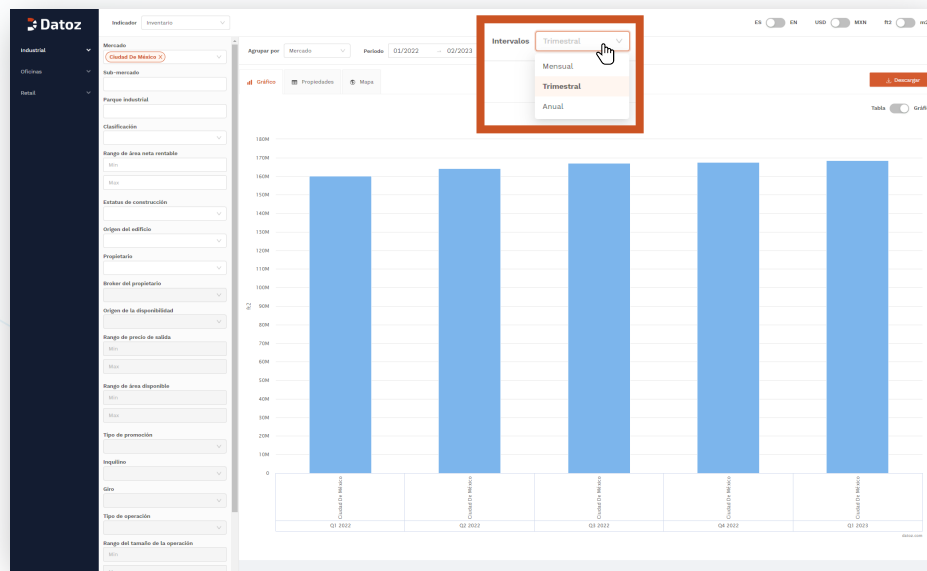 Datoz
Indicador Inventario
ES EN USD MXN ft2 m2
Industrial
Oficinas
Retail
Mercado
Ciudad De México X
Sub-mercado
Parque industrial
Clasificación
Rango de área neta rentable
Min
Max
Estatus de construcción
Origen del edificio
Propietario
Broker del propietario
Origen de la disponibilidad
Rango de precio de salida
Min
Max
Rango de área disponible
Min
Max
Tipo de promoción
Inquilino
Giro
Tipo de operación
Rango del tamaño de la operación
Min
Agrupar por Mercado Periodo 01/2022 → 02/2023
Intervalos Trimestral
Mensual
Trimestral
Anual
Gráfico Propiedades Mapa
Descargar
Tabla Gráfi
180M
170M
160M
150M
140M
130M
120M
110M
100M
90M
80M
70M
60M
50M
40M
30M
20M
10M
0
ft2
Ciudad De México Ciudad De México Ciudad De México Ciudad De México Ciudad De México
Q1 2022 Q2 2022 Q3 2022 Q4 2022 Q1 2023
datoz.com